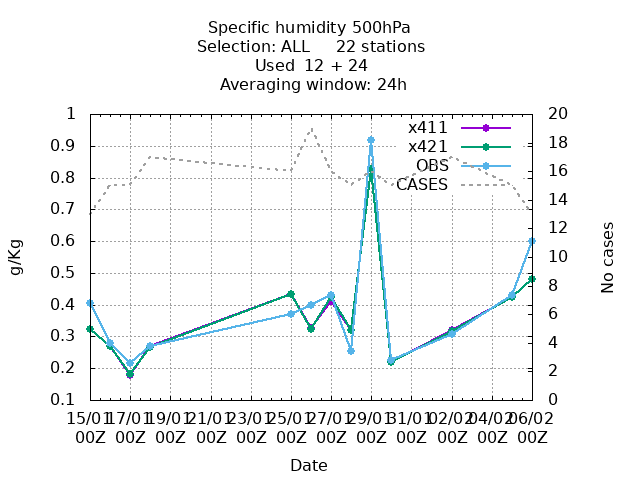 Specific humidity 500hPa
Selection: ALL     22 stations
Used  12 + 24
Averaging window: 24h
x411
x421
OBS
CASES
g/Kg
No cases
1
0.9
0.8
0.7
0.6
0.5
0.4
0.3
0.2
0.1
20
18
16
14
12
10
8
6
4
2
0
15/01 17/01 19/01 21/01 23/01 25/01 27/01 29/01 31/01 02/02 04/02 06/02
00Z 00Z 00Z 00Z 00Z 00Z 00Z 00Z 00Z 00Z 00Z 00Z
Date